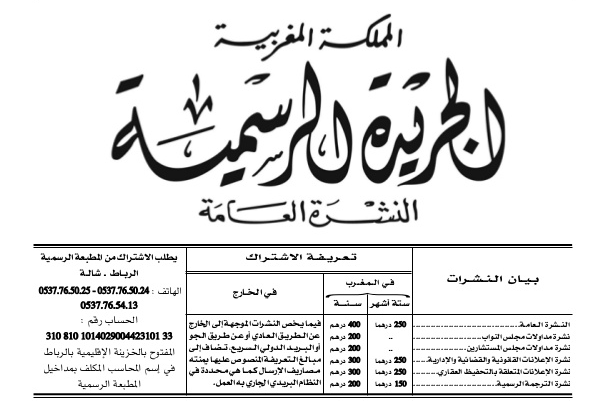 المملكة المغربية
الجريدة الرسمية
النشرة العامة
بيان النشرات
تعريفة الاشتراك
في المغرب
ستة أشهر
سنة
في الخارج
النشرة العامة.......... 250 درهما 400 درهم
نشرة مداولات مجلس النواب.......... .. 200 درهم
نشرة مداولات مجلس المستشارين.......... .. 200 درهم
نشرة الإعلانات القانونية والقضائية والإدارية.......... 250 درهما 300 درهم
نشرة الإعلانات المتعلقة بالتحفيظ العقاري.......... 250 درهما 300 درهم
نشرة الترجمة الرسمية.......... 150 درهما 200 درهم
فيما يخص النشرات الموجهة إلى الخارج
عن الطريق العادي أو عن طريق الجو
أو البريد الدولي السريع، تضاف إلى
مبالغ التعريفة المنصوص عليها يمنته
مصاريف الإرسال كما هي محددة في
النظام البريدي الجاري به العمل.
يطلب الاشتراك من المطبعة الرسمية
الرباط . شالة
الهاتف : 0537.76.50.24 - 0537.76.50.25
0537.76.54.13
الحساب رقم :
310 810 1014029004423101 33
المفتوح بالخزينة الإقليمية بالرباط
في إسم المحاسب المكلف بمداخيل
المطبعة الرسمية